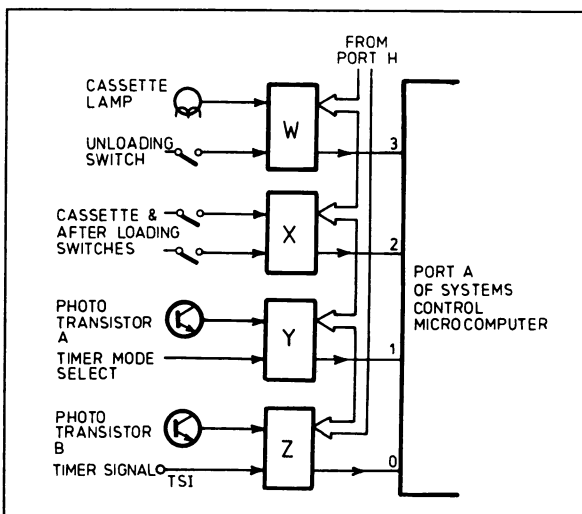 FROM
PORT H
CASSETTE
LAMP
W
UNLOADING
SWITCH
3
CASSETTE &
AFTER LOADING
SWITCHES
X
2
PORT A
OF SYSTEMS
CONTROL
MICROCOMPUTER
PHOTO
TRANSISTOR
A
Y
TIMER MODE
SELECT
1
PHOTO
TRANSISTOR
B
Z
TIMER SIGNAL
TSI
0